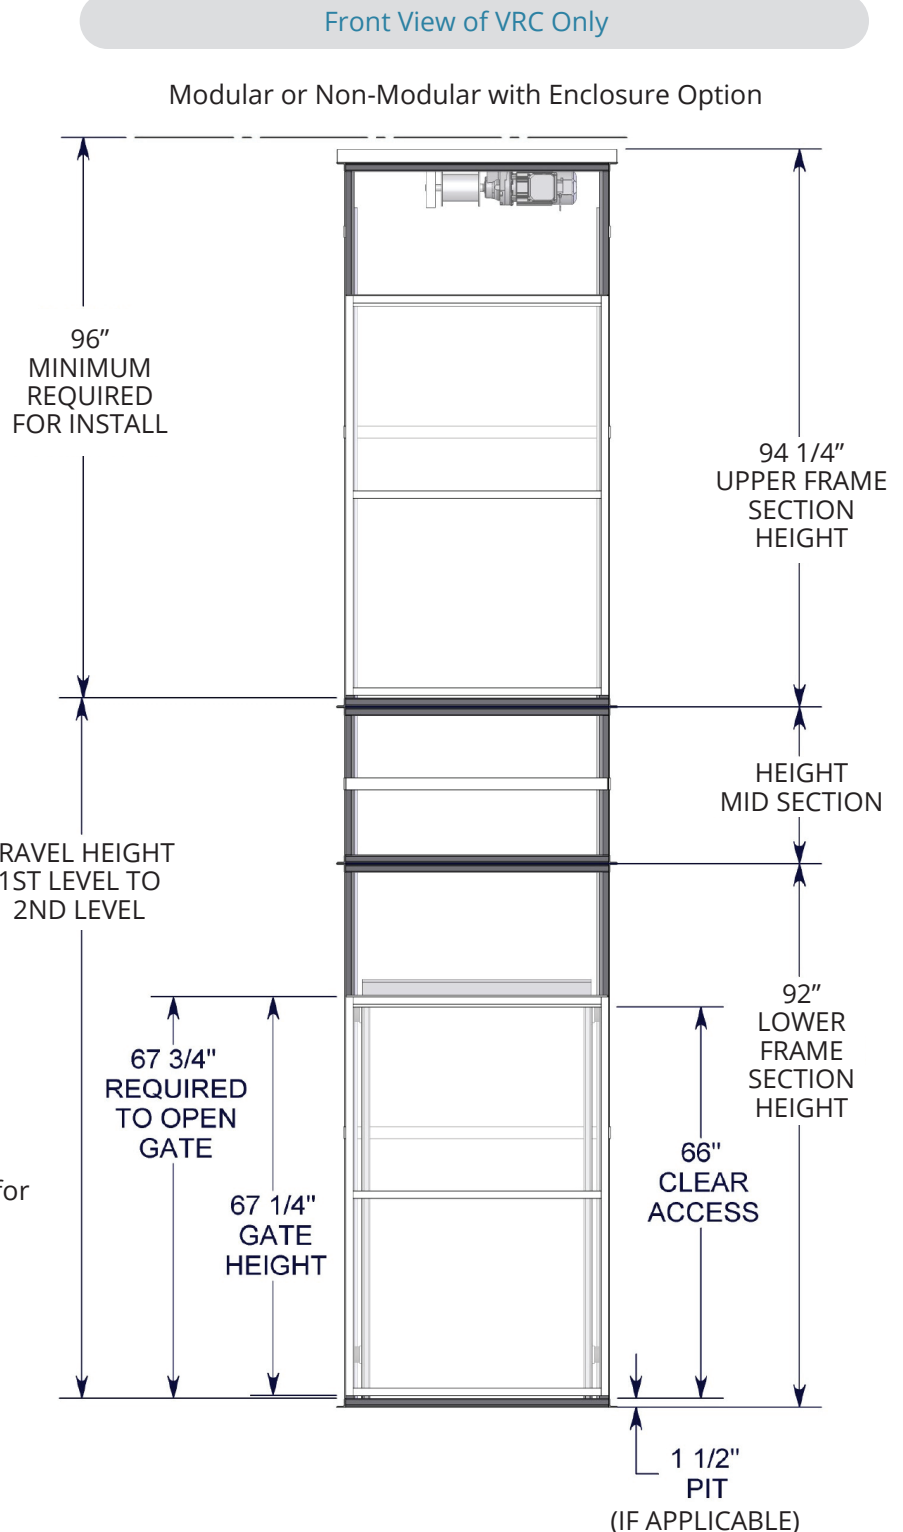 Front View of VRC Only
Modular or Non-Modular with Enclosure Option
96”
MINIMUM
REQUIRED
FOR INSTALL
94 1/4”
UPPER FRAME
SECTION
HEIGHT
HEIGHT
MID SECTION
RAVEL HEIGHT
1ST LEVEL TO
2ND LEVEL
92”
LOWER
FRAME
SECTION
HEIGHT
67 3/4"
REQUIRED
TO OPEN
GATE
67 1/4"
GATE
HEIGHT
66"
CLEAR
ACCESS
for
1 1/2"
PIT
(IF APPLICABLE)